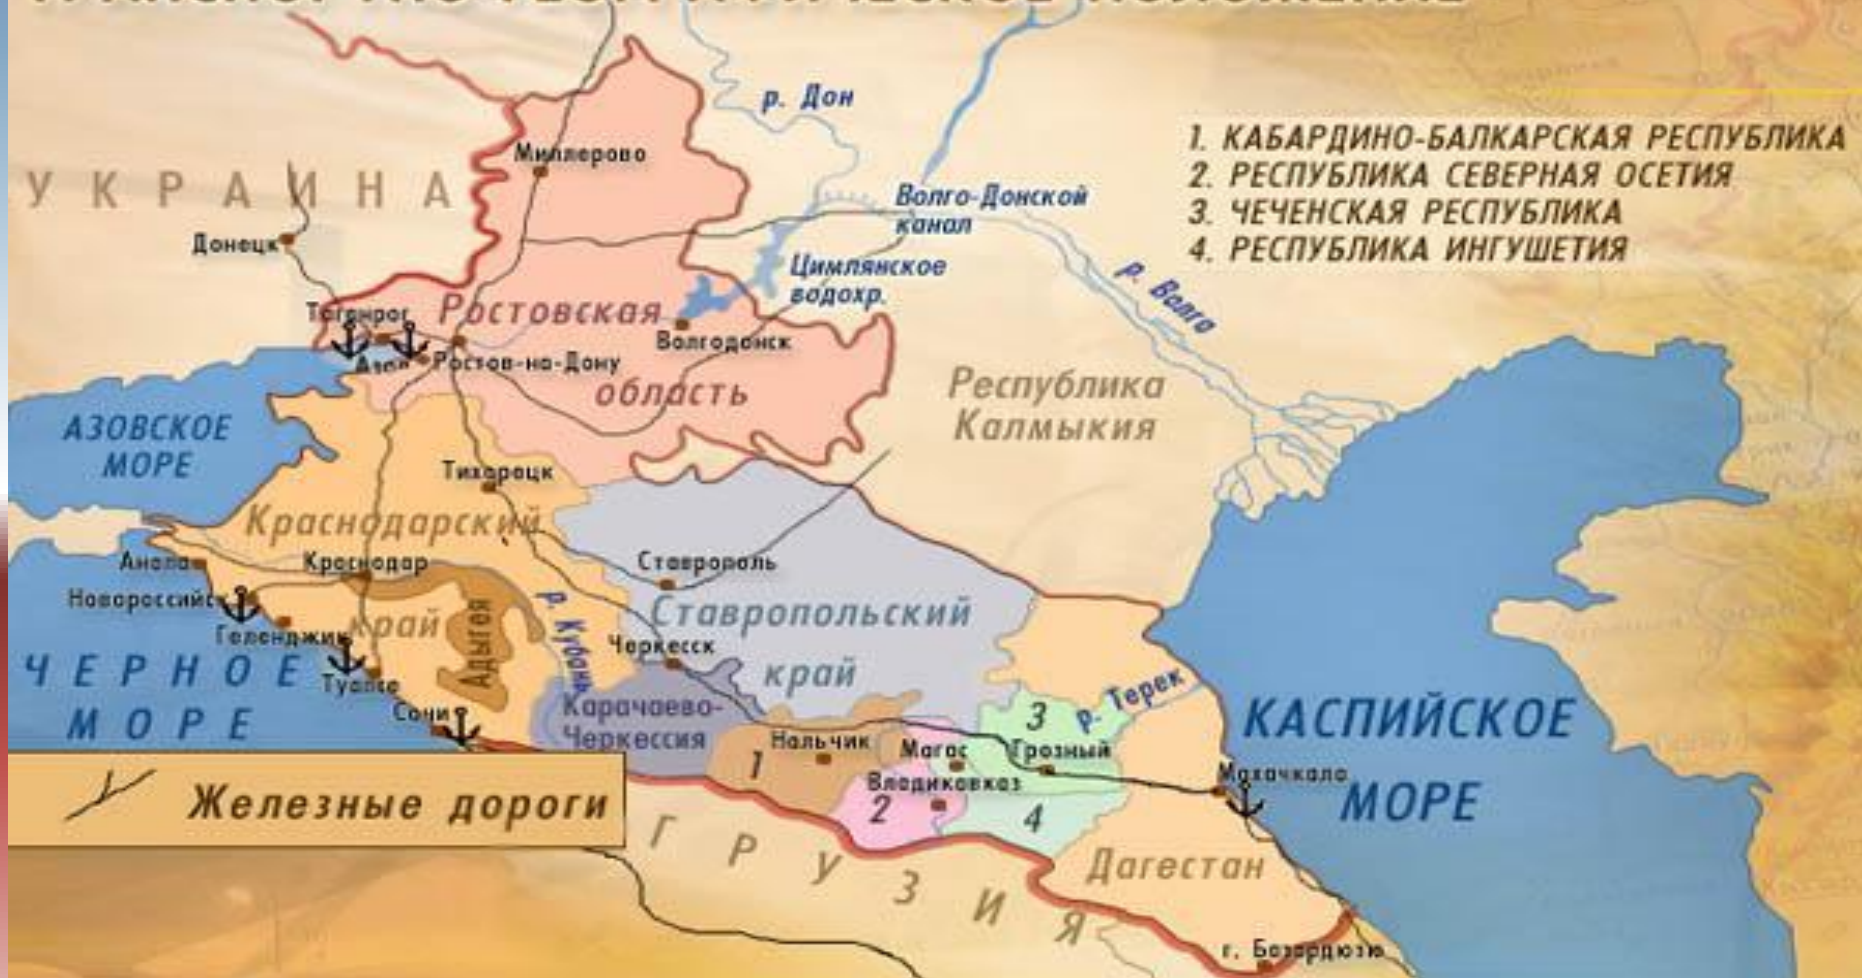 р. Дон
1. КАБАРДИНО-БАЛКАРСКАЯ РЕСПУБЛИКА
2. РЕСПУБЛИКА СЕВЕРНАЯ ОСЕТИЯ
3. ЧЕЧЕНСКАЯ РЕСПУБЛИКА
4. РЕСПУБЛИКА ИНГУШЕТИЯ
Миллерово
УКРАИНА
Волго-Донской
канал
Донецк
Цимлянское
водохр.
р. Волга
Таганрог
Ростовская
область
Волгодонск
Азов
Ростов-на-Дону
Республика
Калмыкия
АЗОВСКОЕ
МОРЕ
Тихорецк
Краснодарский
край
Анапа
Краснодар
Ставрополь
Новороссийск
Ставропольский
край
Геленджик
Адыгея
р. Кубань
Черкесск
ЧЕРНОЕ
МОРЕ
Туапсе
Сочи
Карачаево-
Черкессия
3
р. Терек
КАСПИЙСКОЕ
МОРЕ
1
Нальчик
Магас
Грозный
Владикавказ
2
4
Махачкала
Железные дороги
ГРУЗИЯ
Дагестан
г. Базардюзю